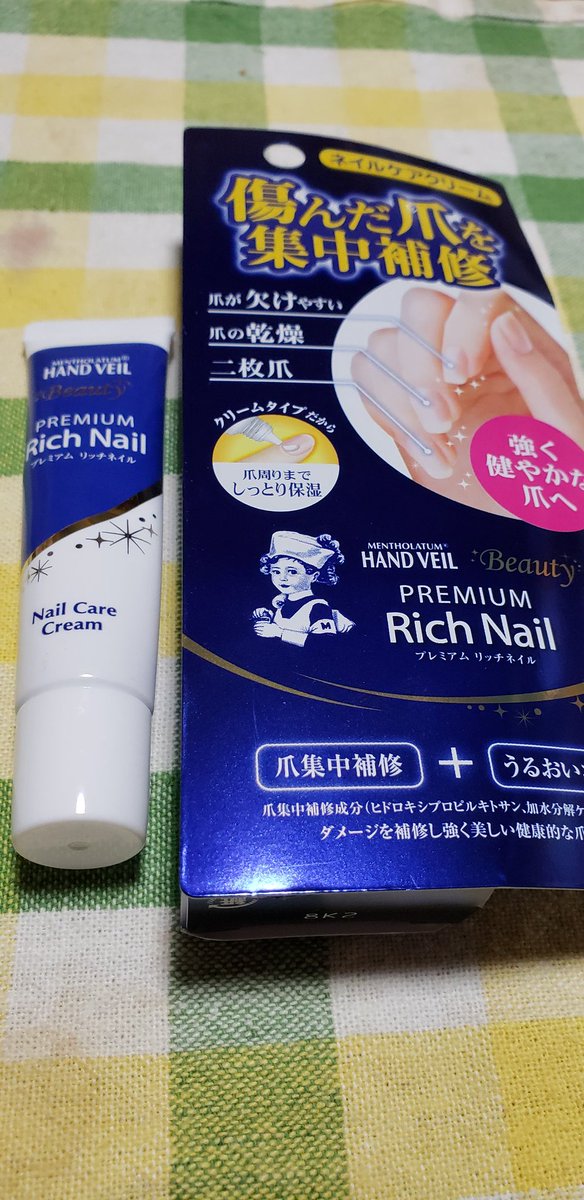 MENTHOLATUM®
HAND VEIL
Beauty
PREMIUM
Rich Nail
プレミアム リッチネイル
Nail Care
Cream
ネイルケアクリーム
傷んだ爪を
集中補修
爪が欠けやすい
爪の乾燥
二枚爪
クリームタイプだから
爪周りまで
しっとり保湿
強く
健やかな
爪へ
MENTHOLATUM®
HAND VEIL
Beauty
PREMIUM
Rich Nail
プレミアム リッチネイル
M
爪集中補修 + うるおい
爪集中補修成分(ヒドロキシプロピルキトサン、加水分解ケ
ダメージを補修し強く美しい健康的な爪